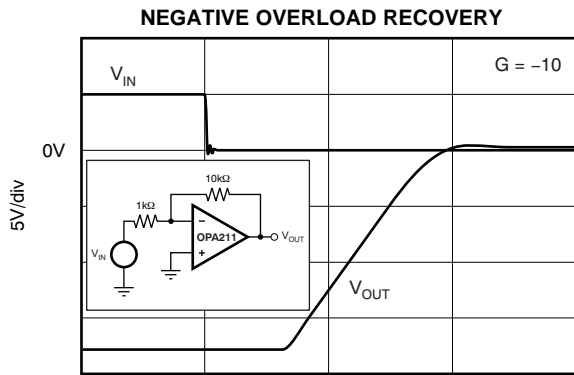 NEGATIVE OVERLOAD RECOVERY
V_IN
G = −10
0V
5V/div
10kΩ
1kΩ
−
OPA211
V_OUT
+
V_IN
V_OUT